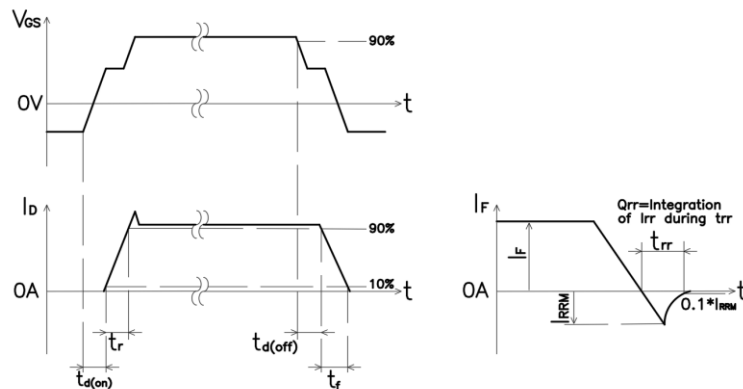 VGS
90%
0V
t
ID
90%
10%
0A
t
tr
td(off)
td(on)
tf
IF
Qrr=Integration
of Irr during trr
trr
IF
0A
t
IRRM
0.1*IRRM